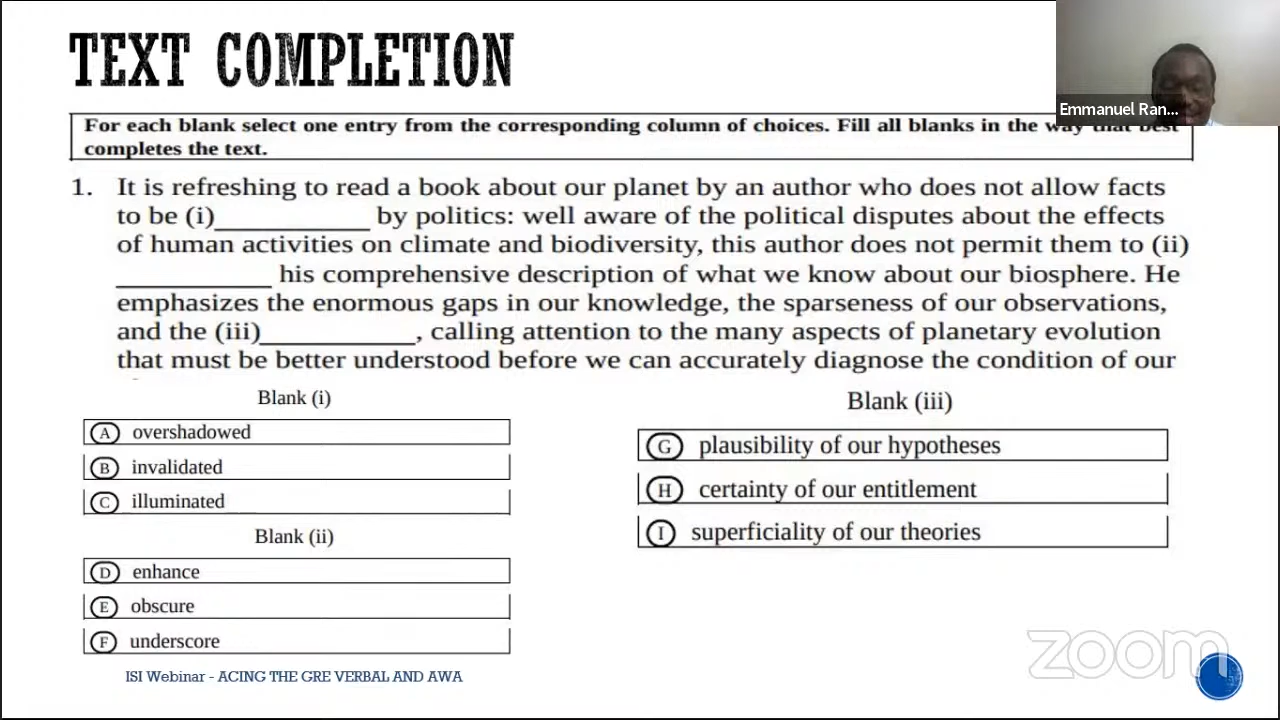 TEXT COMPLETION
Emmanuel Ran...
For each blank select one entry from the corresponding column of choices. Fill all blanks in the way that best
completes the text.
1. It is refreshing to read a book about our planet by an author who does not allow facts
to be (i)____________ by politics: well aware of the political disputes about the effects
of human activities on climate and biodiversity, this author does not permit them to (ii)
____________ his comprehensive description of what we know about our biosphere. He
emphasizes the enormous gaps in our knowledge, the sparseness of our observations,
and the (iii)____________, calling attention to the many aspects of planetary evolution
that must be better understood before we can accurately diagnose the condition of our
Blank (i)
A overshadowed
B invalidated
C illuminated
Blank (ii)
D enhance
E obscure
F underscore
Blank (iii)
G plausibility of our hypotheses
H certainty of our entitlement
I superficiality of our theories
ISI Webinar - ACING THE GRE VERBAL AND AWA
zoom